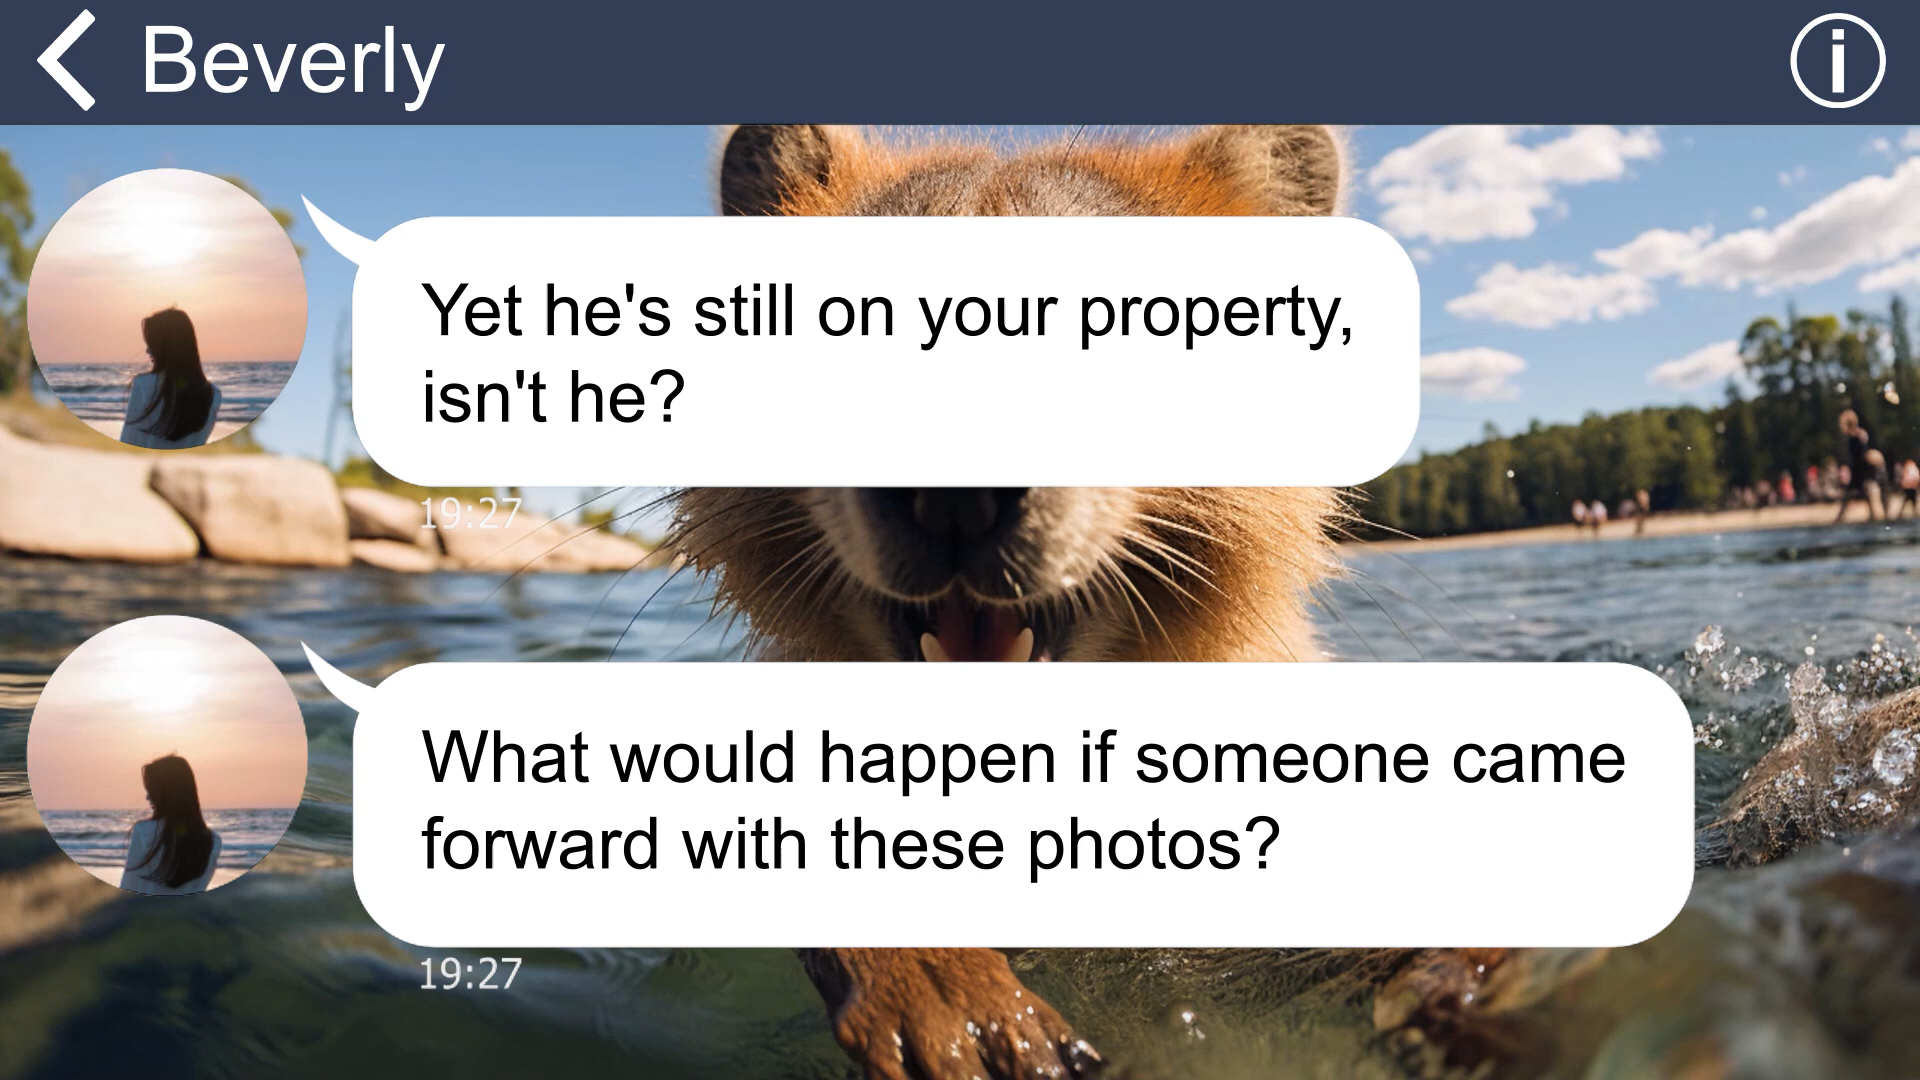 Beverly
Yet he's still on your property,
isn't he?
19:27
What would happen if someone came
forward with these photos?
19:27